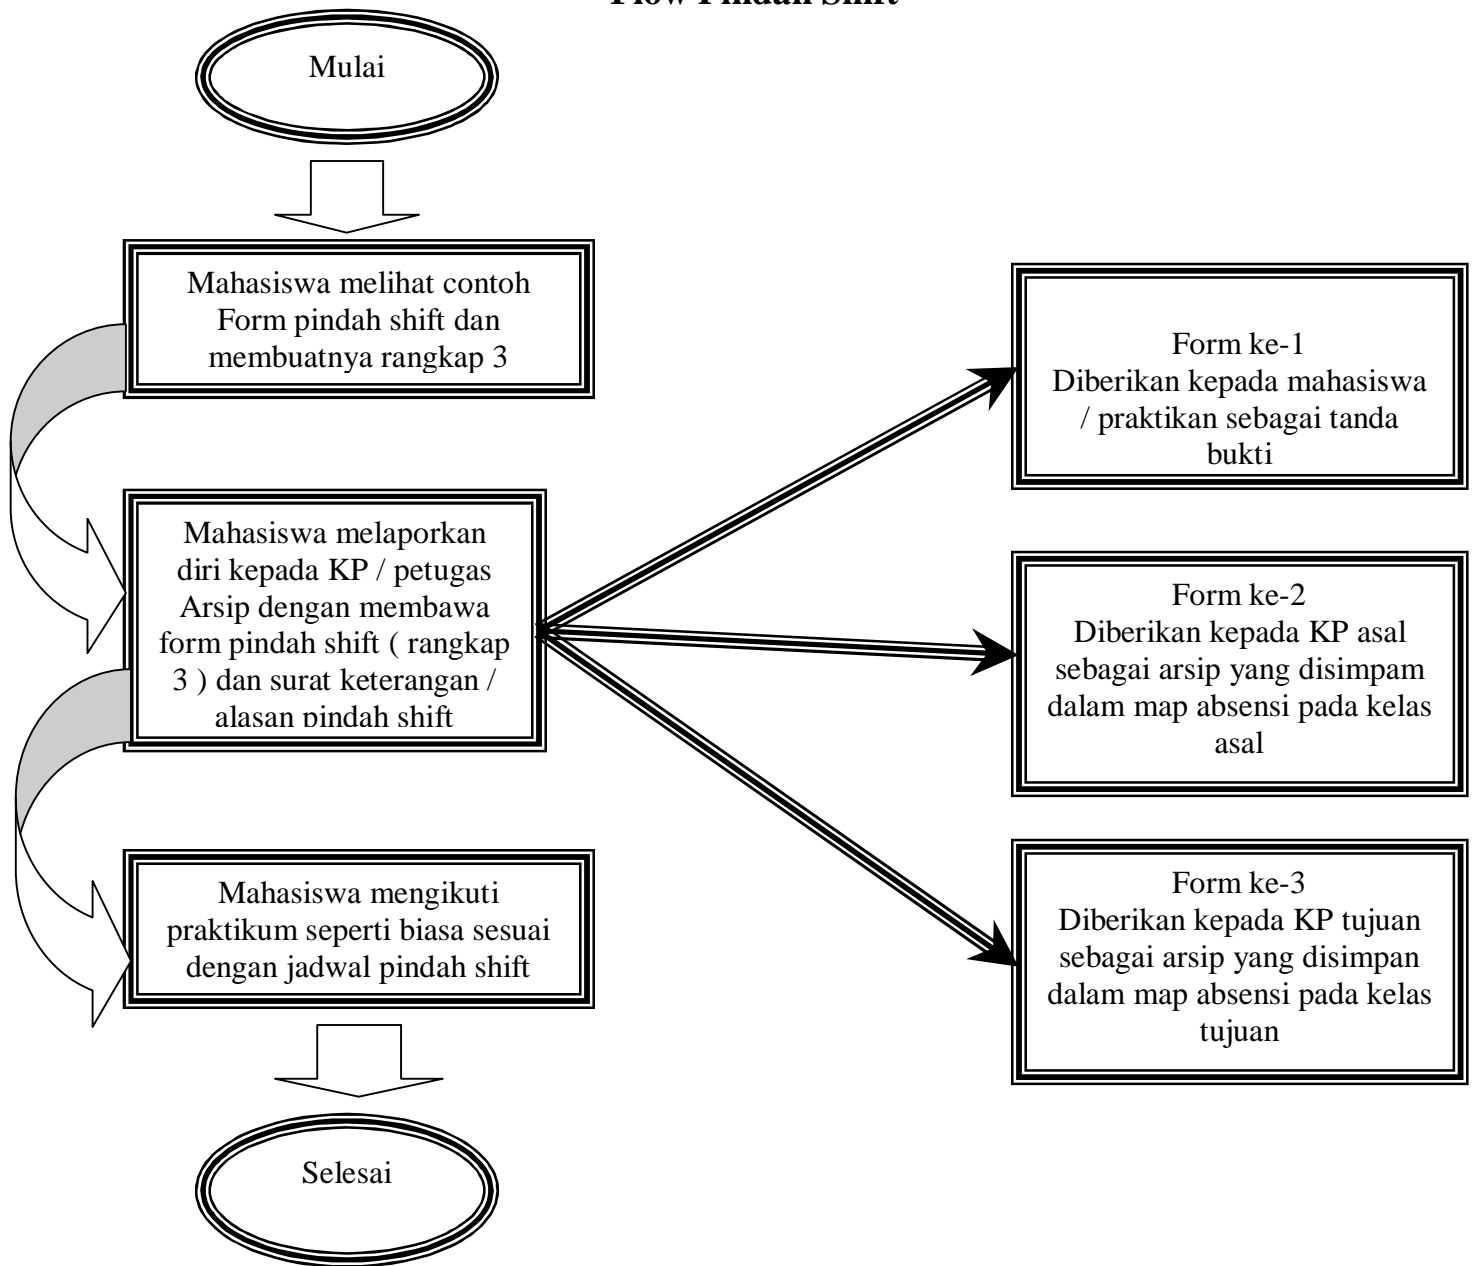 Flow Pindah Shift
Mulai
Mahasiswa melihat contoh
Form pindah shift dan
membuatnya rangkap 3
Mahasiswa melaporkan
diri kepada KP / petugas
Arsip dengan membawa
form pindah shift ( rangkap
3 ) dan surat keterangan /
alasan pindah shift
Mahasiswa mengikuti
praktikum seperti biasa sesuai
dengan jadwal pindah shift
Selesai
Form ke-1
Diberikan kepada mahasiswa
/ praktikan sebagai tanda
bukti
Form ke-2
Diberikan kepada KP asal
sebagai arsip yang disimpam
dalam map absensi pada kelas
asal
Form ke-3
Diberikan kepada KP tujuan
sebagai arsip yang disimpan
dalam map absensi pada kelas
tujuan